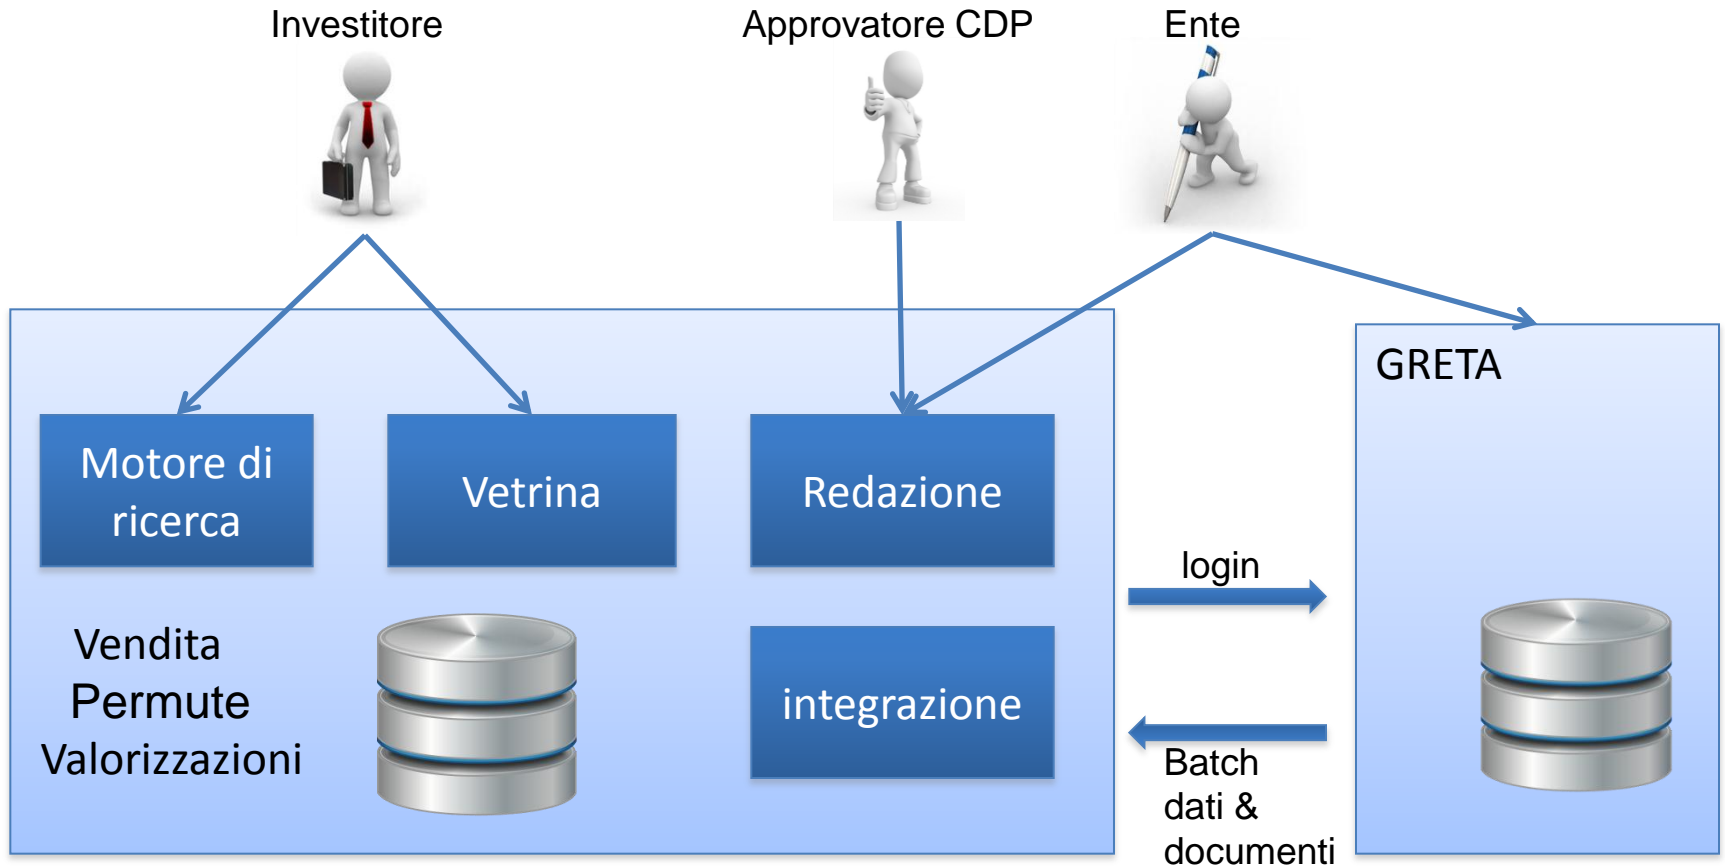 Investitore
Approvatore CDP
Ente
GRETA
Motore di
ricerca
Vetrina
Redazione
login
Vendita
Permute
Valorizzazioni
integrazione
Batch
dati &
documenti